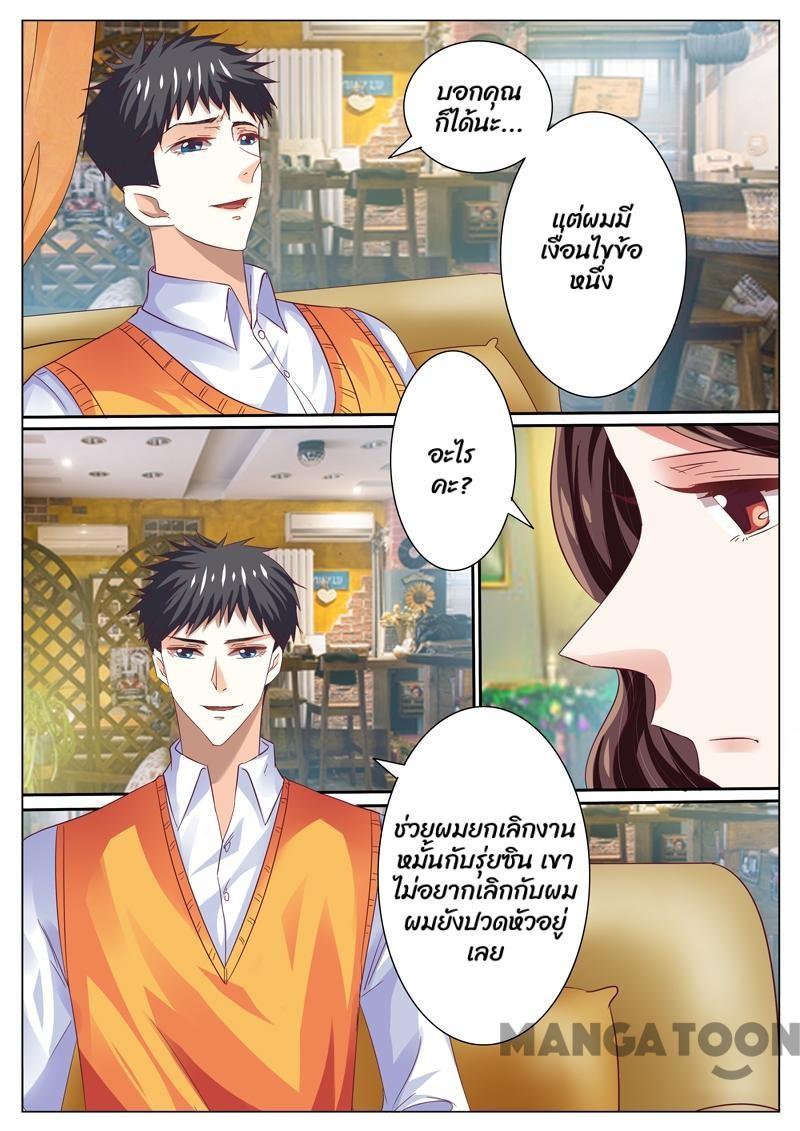 บอกคุณ
ก็ได้นะ...
แต่ผมมี
เงื่อนไขข้อ
หนึ่ง
อะไร
คะ?
ช่วยผมยกเลิกงาน
หมั้นกับรุ่ยซิน เขา
ไม่อยากเลิกกับผม
ผมยังปวดหัวอยู่
เลย
MANGATOON